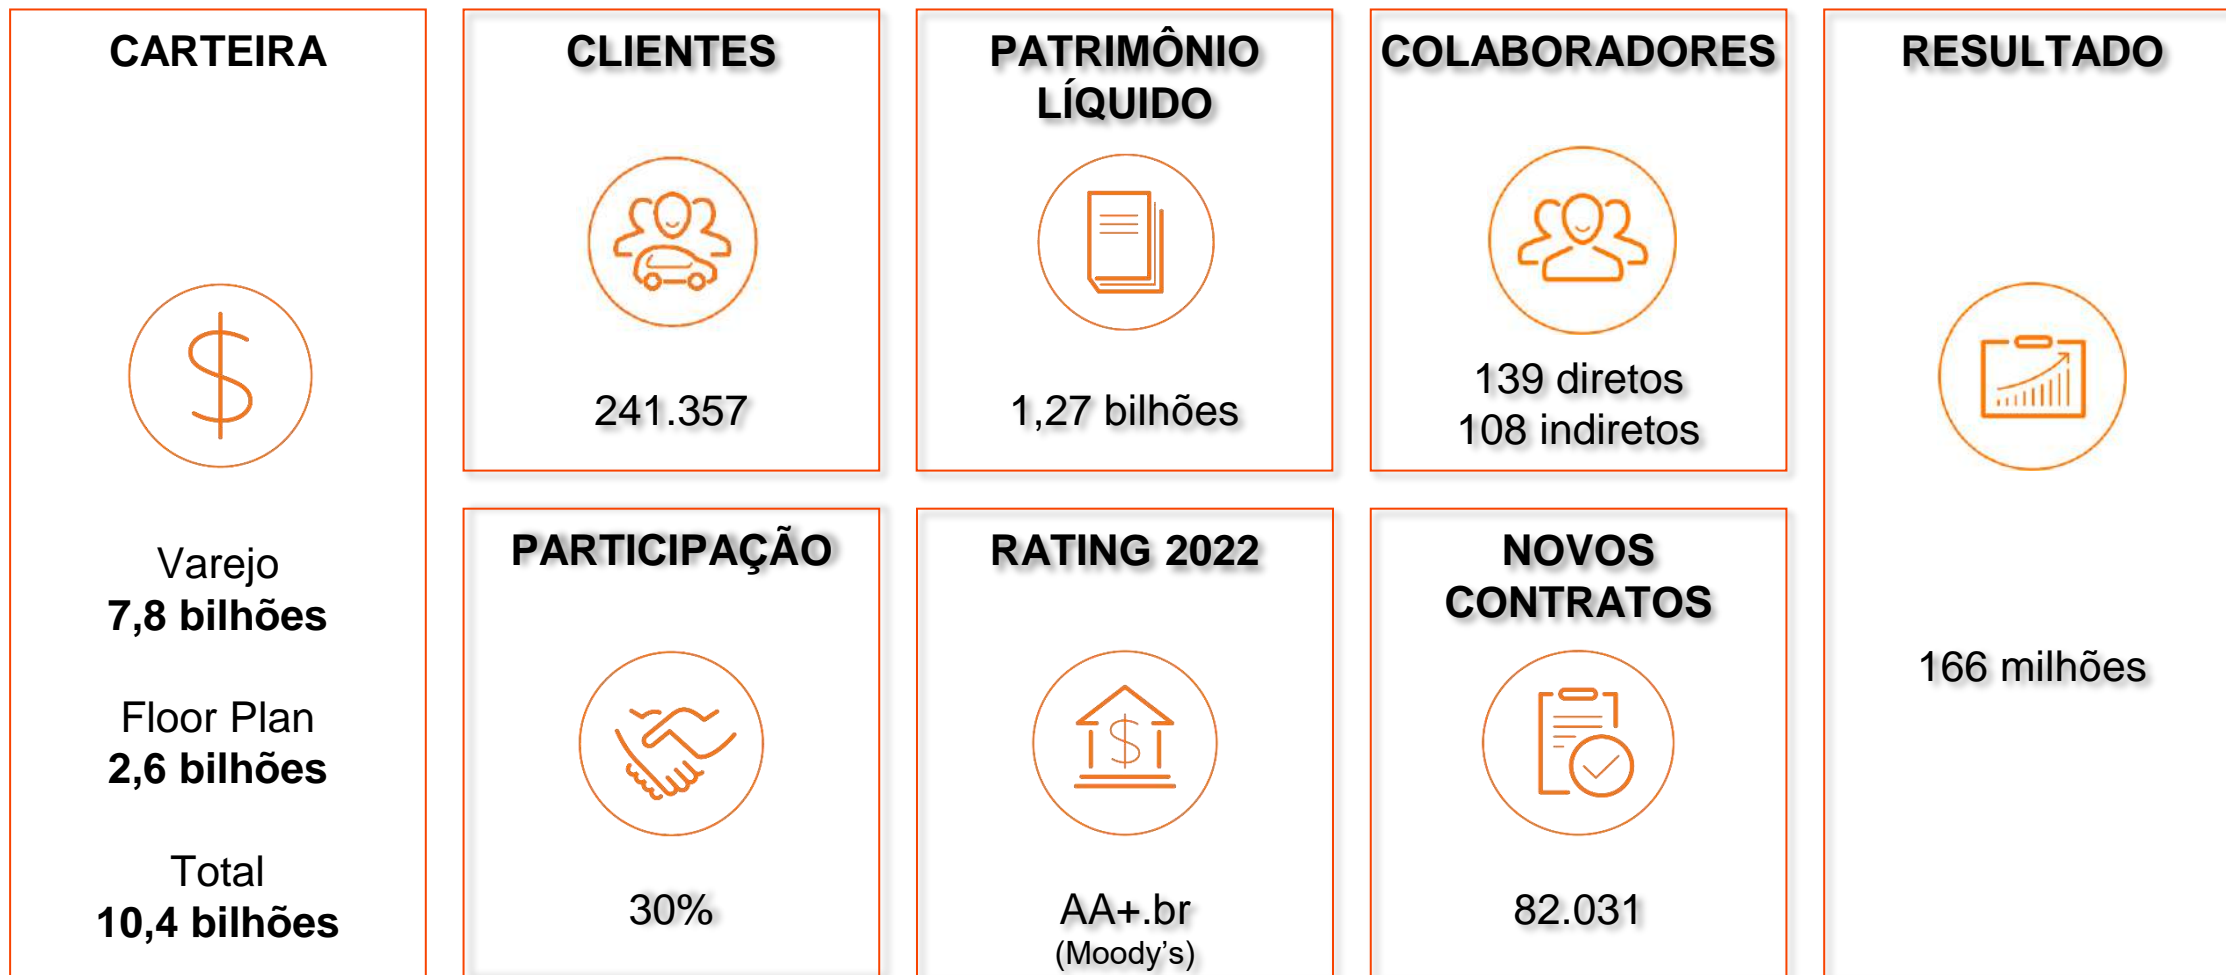 CARTEIRA
Varejo
7,8 bilhões
Floor Plan
2,6 bilhões
Total
10,4 bilhões
CLIENTES
241.357
PATRIMÔNIO
LÍQUIDO
1,27 bilhões
COLABORADORES
139 diretos
108 indiretos
PARTICIPAÇÃO
30%
RATING 2022
AA+.br
(Moody's)
NOVOS
CONTRATOS
82.031
RESULTADO
166 milhões